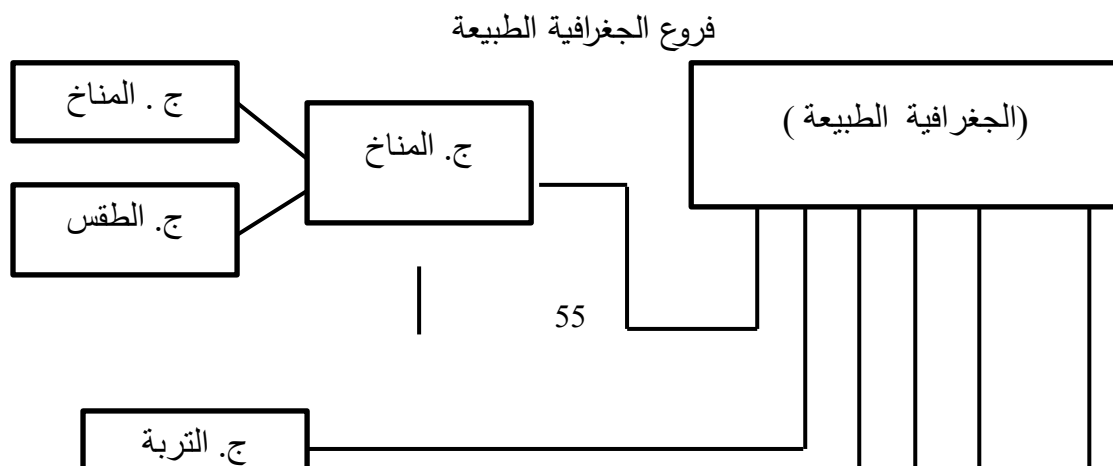 فروع الجغرافية الطبيعة
(الجغرافية الطبيعة )
ج . المناخ
ج. المناخ
ج. الطقس
55
ج. التربة